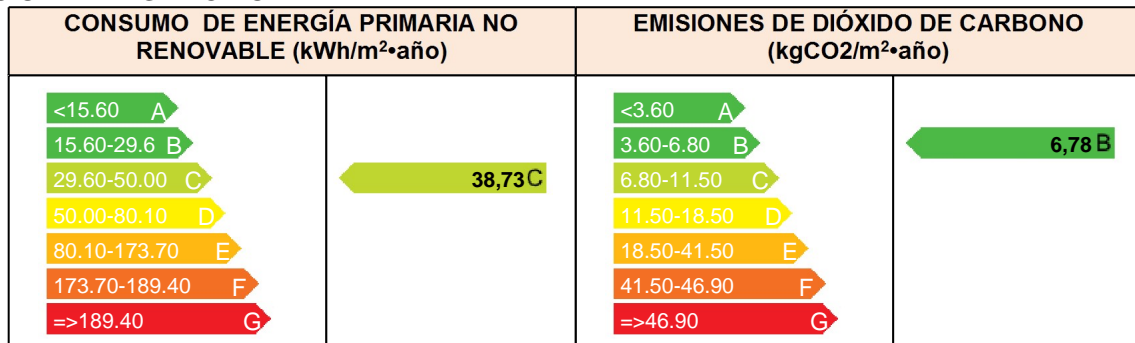 CONSUMO DE ENERGÍA PRIMARIA NO
RENOVABLE (kWh/m²•año)
EMISIONES DE DIÓXIDO DE CARBONO
(kgCO2/m²•año)
<15.60 A
15.60-29.6 B
29.60-50.00 C
50.00-80.10 D
80.10-173.70 E
173.70-189.40 F
=>189.40 G
38,73 C
<3.60 A
3.60-6.80 B
6.80-11.50 C
11.50-18.50 D
18.50-41.50 E
41.50-46.90 F
=>46.90 G
6,78 B